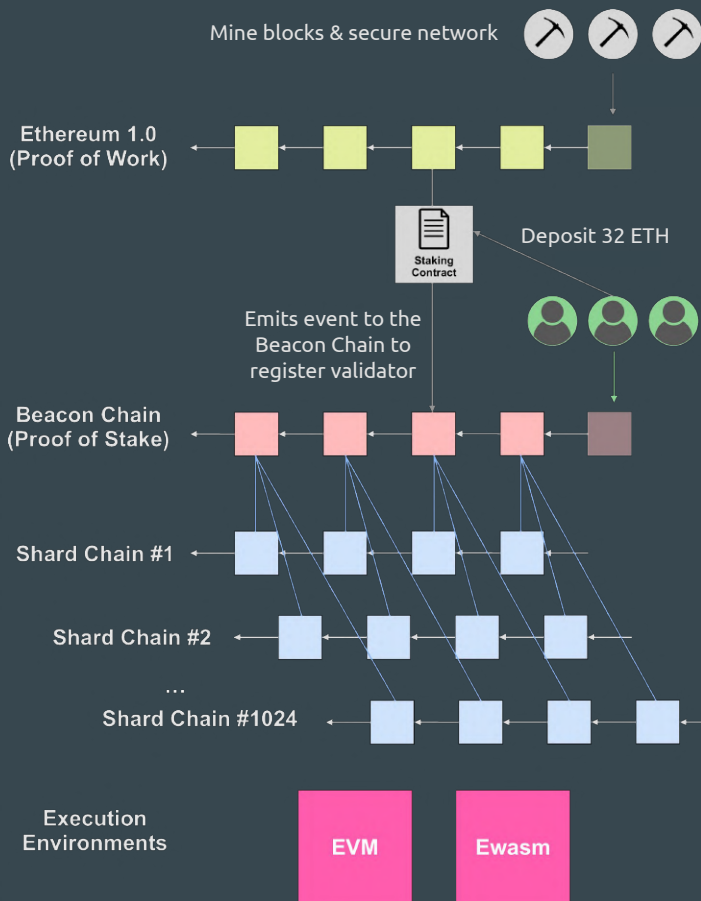 Mine blocks & secure network
Ethereum 1.0
(Proof of Work)
Staking
Contract
Deposit 32 ETH
Emits event to the
Beacon Chain to
register validator
Beacon Chain
(Proof of Stake)
Shard Chain #1
Shard Chain #2
...
Shard Chain #1024
Execution
Environments
EVM
Ewasm